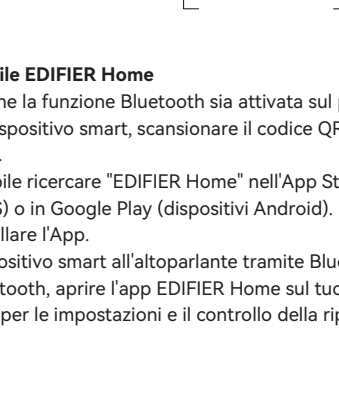 ile EDIFIER Home
ne la funzione Bluetooth sia attivata sul
spositivo smart, scansionare il codice QR
.
bile ricercare "EDIFIER Home" nell'App St
S) o in Google Play (dispositivi Android).
llare l'App.
ositivo smart all'altoparlante tramite Blu
tooth, aprire l'app EDIFIER Home sul tuo
per le impostazioni e il controllo della rip